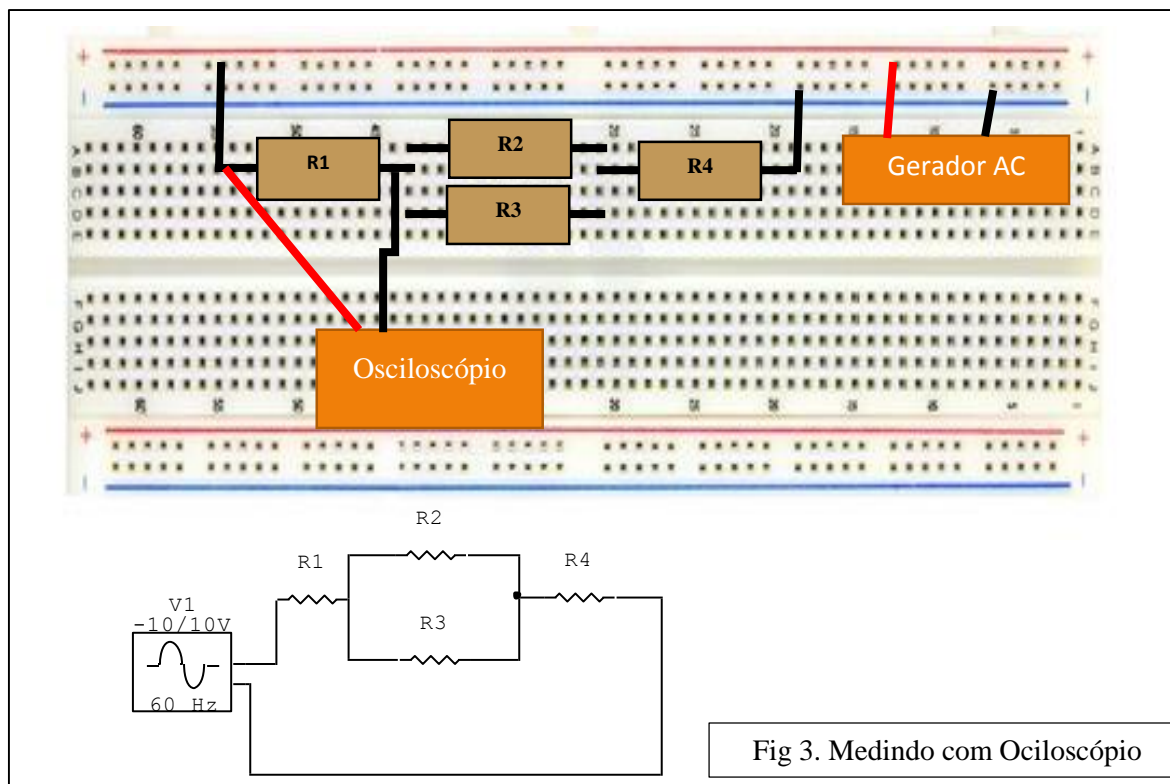 R1
R2
R3
R4
Gerador AC
Osciloscópio
R2
R1
R4
R3
V1
-10/10V
60 Hz
Fig 3. Medindo com Ociloscópio